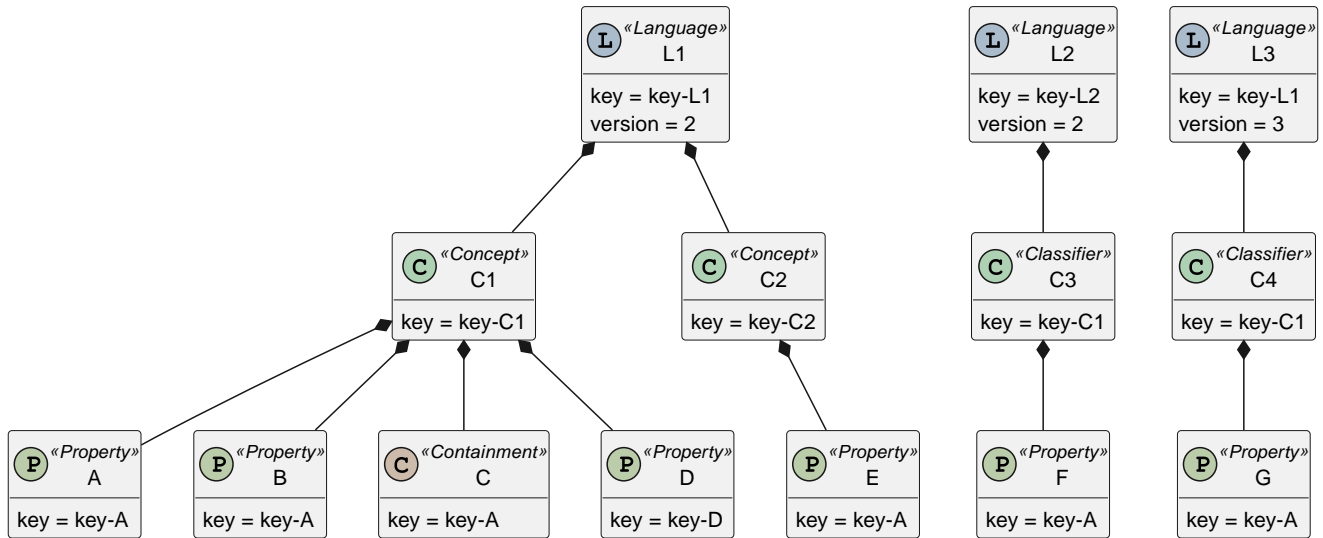 L «Language»
L1
key = key-L1
version = 2
L «Language»
L2
key = key-L2
version = 2
L «Language»
L3
key = key-L1
version = 3
C «Concept»
C1
key = key-C1
C «Concept»
C2
key = key-C2
C «Classifier»
C3
key = key-C1
C «Classifier»
C4
key = key-C1
P «Property»
A
key = key-A
P «Property»
B
key = key-A
C «Containment»
C
key = key-A
P «Property»
D
key = key-D
P «Property»
E
key = key-A
P «Property»
F
key = key-A
P «Property»
G
key = key-A